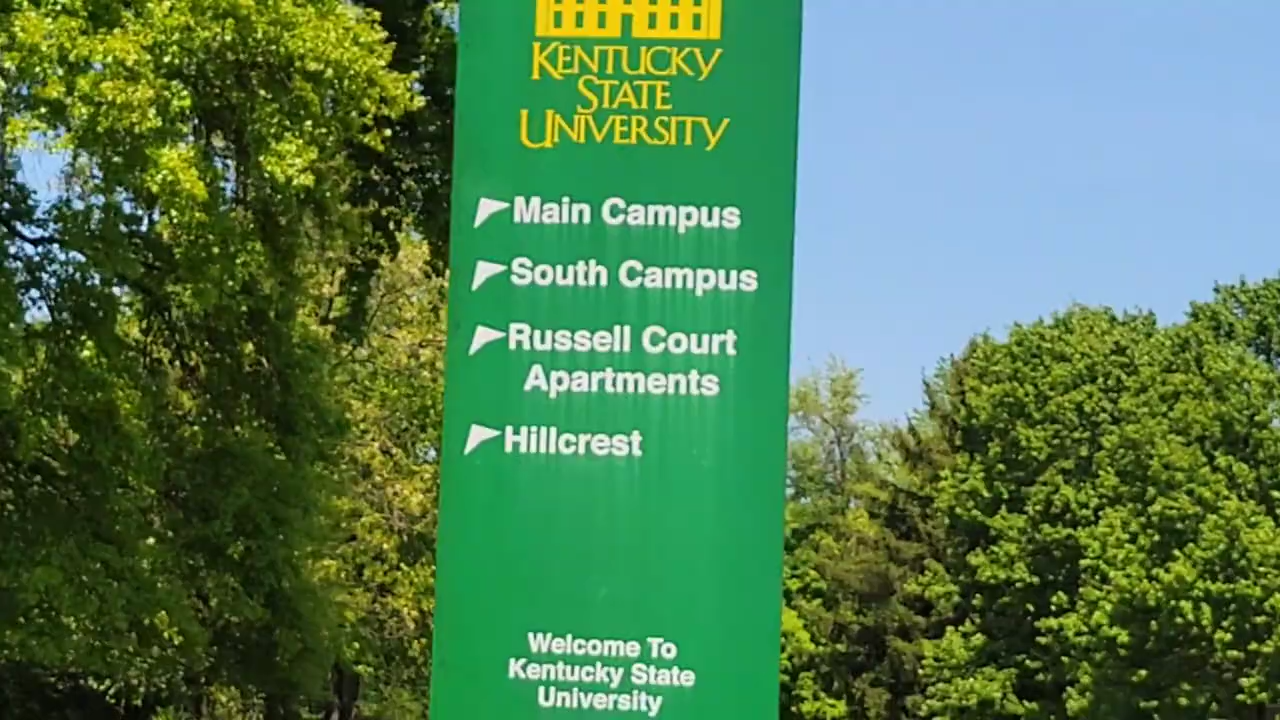 KENTUCKY
STATE
UNIVERSITY
Main Campus
South Campus
Russell Court
Apartments
Hillcrest
Welcome To
Kentucky State
University